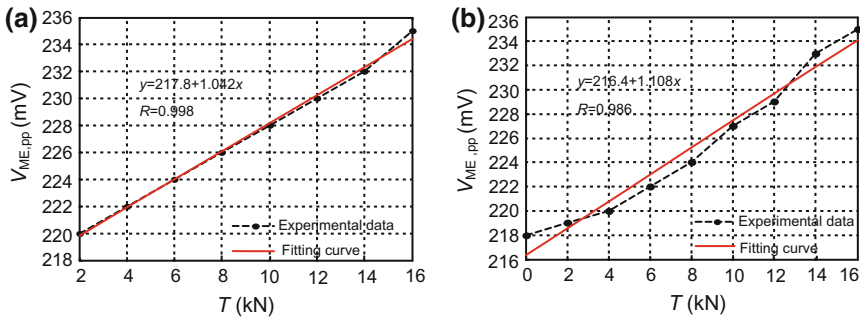 (a)
236
235
232
230
228
226
224
222
220
218
V_ME,pp (mV)
y=217.8+1.042x
R=0.998
Experimental data
Fitting curve
2 4 6 8 10 12 14 16
T (kN)
(b)
236
235
232
230
228
226
224
222
220
218
216
V_ME,pp (mV)
y=216.4+1.108x
R=0.986
Experimental data
Fitting curve
0 2 4 6 8 10 12 14 16
T (kN)